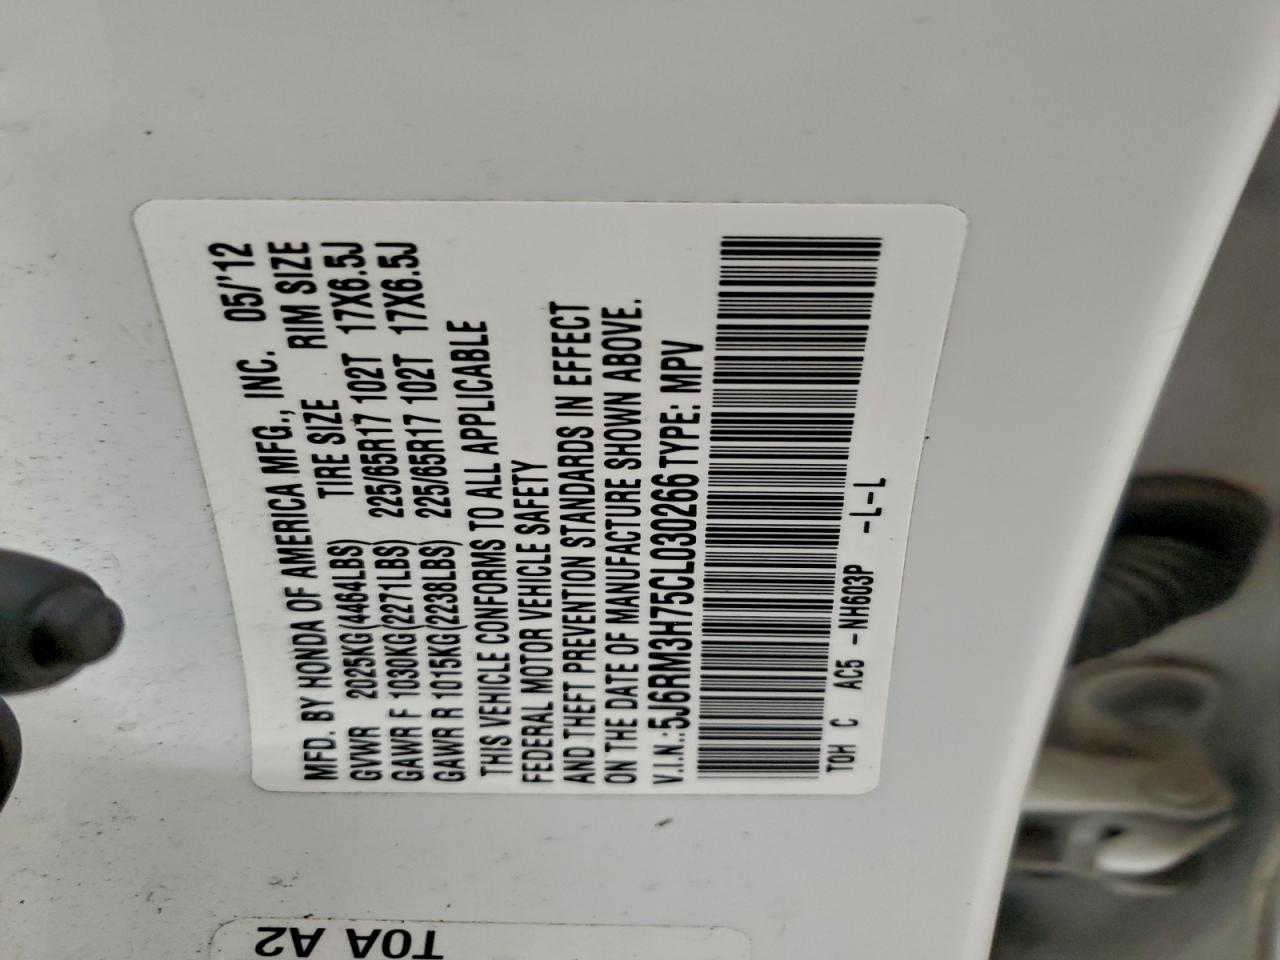 MFD. BY HONDA OF AMERICA MFG., INC. 05/'12
GVWR 2025KG(4464LBS) TIRE SIZE RIM SIZE
GAWR F 1030KG(2271LBS) 225/65R17 102T 17X6.5J
GAWR R 1015KG(2238LBS) 225/65R17 102T 17X6.5J
THIS VEHICLE CONFORMS TO ALL APPLICABLE
FEDERAL MOTOR VEHICLE SAFETY
AND THEFT PREVENTION STANDARDS IN EFFECT
ON THE DATE OF MANUFACTURE SHOWN ABOVE.
V.I.N.:5J6RM3H75CL030266 TYPE: MPV
T0H C AC5 -NH603P -L-L
T0A A2